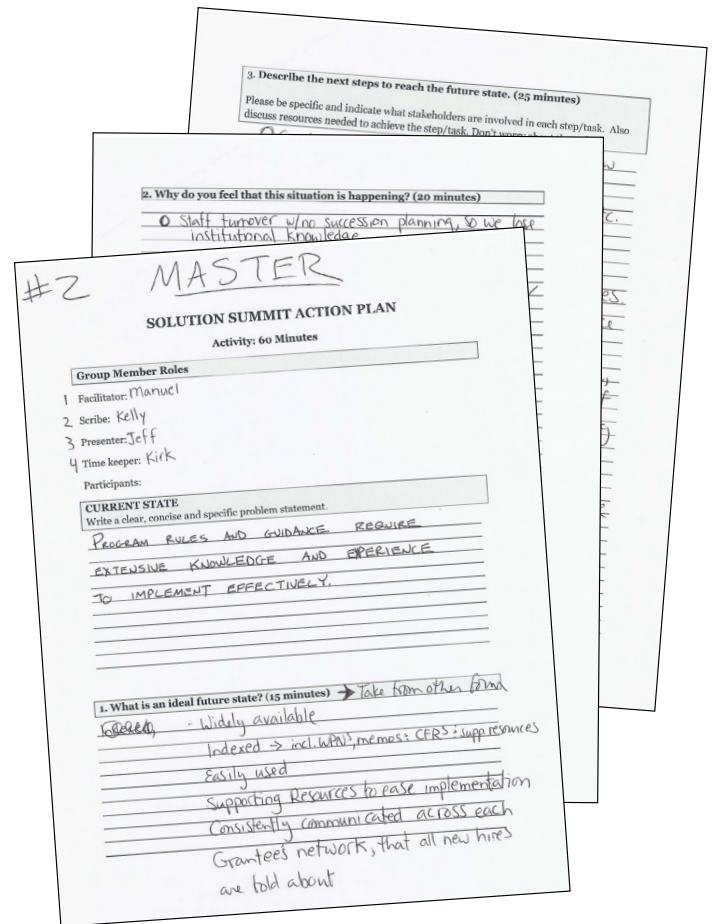 3. Describe the next steps to reach the future state. (25 minutes)
Please be specific and indicate what stakeholders are involved in each step/task. Also
discuss resources needed to achieve the step/task. Don't
2. Why do you feel that this situation is happening? (20 minutes)
Staff turnover w/no succession planning, so we lose
institutional knowledge
#2 MASTER
SOLUTION SUMMIT ACTION PLAN
Activity: 60 Minutes
Group Member Roles
1 Facilitator: Manuel
2 Scribe: Kelly
3 Presenter: Jeff
4 Time keeper: Kirk
Participants:
CURRENT STATE
Write a clear, concise and specific problem statement.
PROGRAM RULES AND GUIDANCE REQUIRE
EXTENSIVE KNOWLEDGE AND EXPERIENCE
TO IMPLEMENT EFFECTIVELY.
1. What is an ideal future state? (15 minutes) → Take from other form
- Widely available
Indexed → incl. WPNs, memos, CFRs, supp resources
Easily used
Supporting Resources to ease implementation
Consistently communicated across each
Grantee's network, that all new hires
are told about